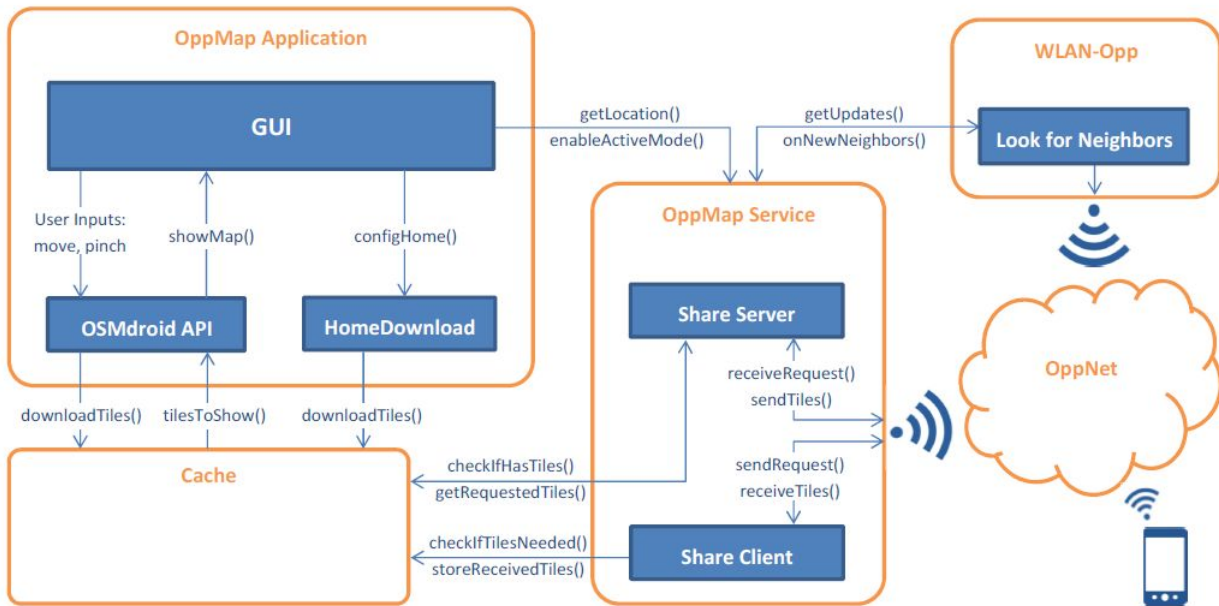 OppMap Application
GUI
User Inputs:
move, pinch
showMap()
configHome()
OSMdroid API
HomeDownload
downloadTiles()
tilesToShow()
downloadTiles()
Cache
getLocation()
enableActiveMode()
getUpdates()
onNewNeighbors()
WLAN-Opp
Look for Neighbors
OppMap Service
Share Server
receiveRequest()
sendTiles()
sendRequest()
receiveTiles()
Share Client
checkIfHasTiles()
getRequestedTiles()
checkIfTilesNeeded()
storeReceivedTiles()
OppNet